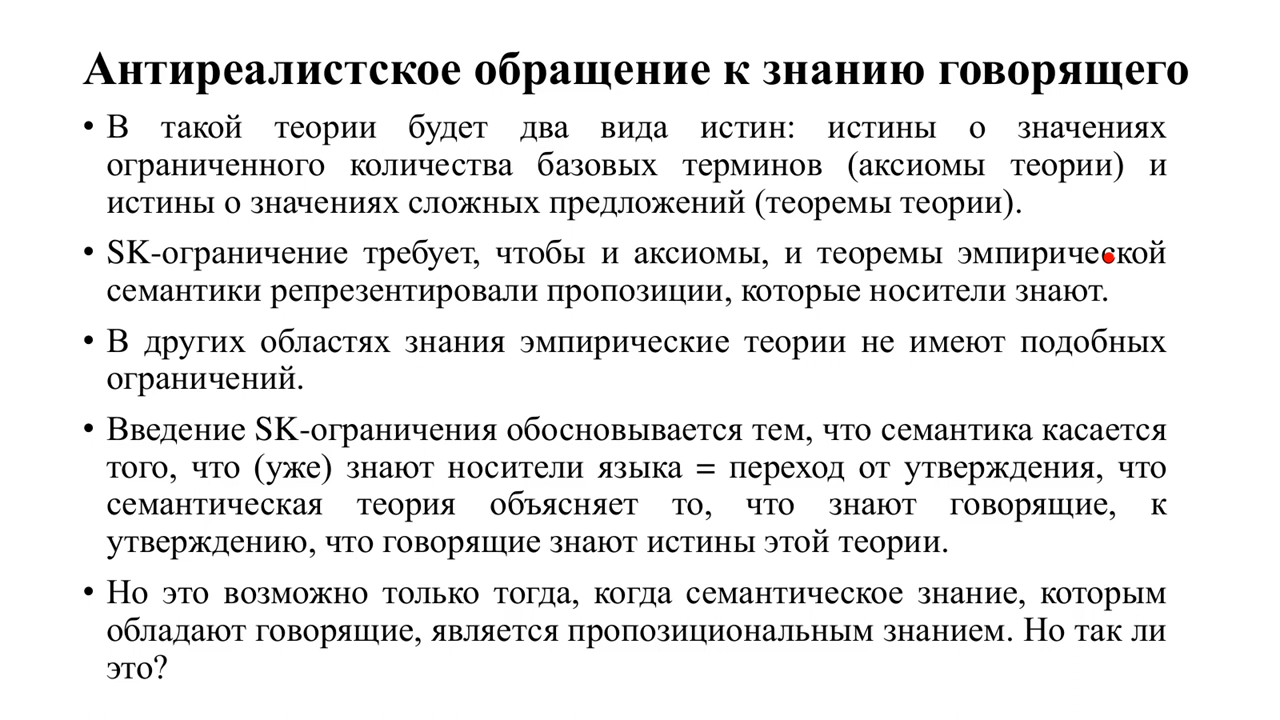 Антиреалистское обращение к знанию говорящего
• В такой теории будет два вида истин: истины о значениях
ограниченного количества базовых терминов (аксиомы теории) и
истины о значениях сложных предложений (теоремы теории).
• SK-ограничение требует, чтобы и аксиомы, и теоремы эмпирической
семантики репрезентировали пропозиции, которые носители знают.
• В других областях знания эмпирические теории не имеют подобных
ограничений.
• Введение SK-ограничения обосновывается тем, что семантика касается
того, что (уже) знают носители языка = переход от утверждения, что
семантическая теория объясняет то, что знают говорящие, к
утверждению, что говорящие знают истины этой теории.
• Но это возможно только тогда, когда семантическое знание, которым
обладают говорящие, является пропозициональным знанием. Но так ли
это?